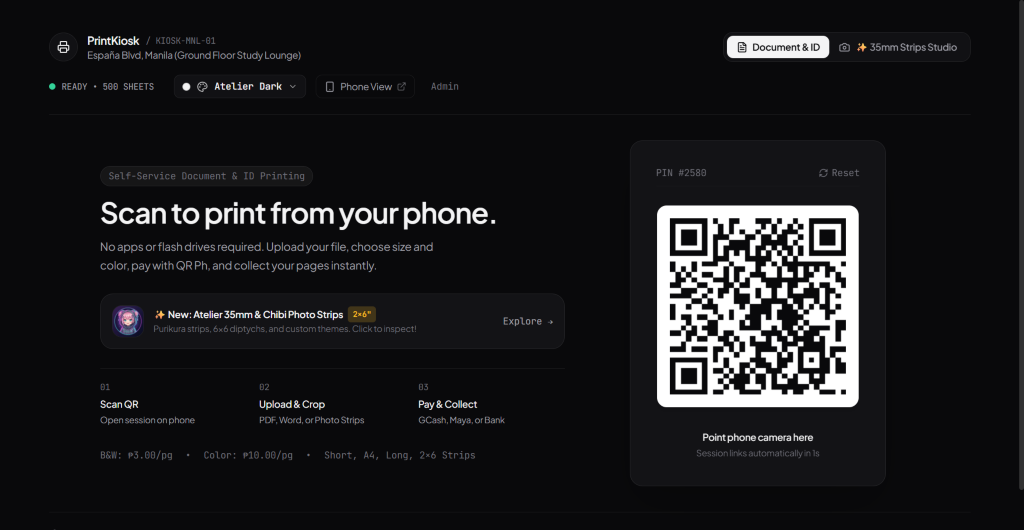 PrintKiosk / KIOSK-MNL-01
España Blvd, Manila (Ground Floor Study Lounge)
Document & ID
✨ 35mm Strips Studio
READY • 500 SHEETS
Atelier Dark
Phone View
Admin
Self-Service Document & ID Printing
Scan to print from your phone.
No apps or flash drives required. Upload your file, choose size and
color, pay with QR Ph, and collect your pages instantly.
✨ New: Atelier 35mm & Chibi Photo Strips 2×6"
Purikura strips, 6×6 diptychs, and custom themes. Click to inspect!
Explore →
01
Scan QR
Open session on phone
02
Upload & Crop
PDF, Word, or Photo Strips
03
Pay & Collect
GCash, Maya, or Bank
B&W: ₱3.00/pg • Color: ₱10.00/pg • Short, A4, Long, 2×6 Strips
PIN #2580
Reset
Point phone camera here
Session links automatically in 1s